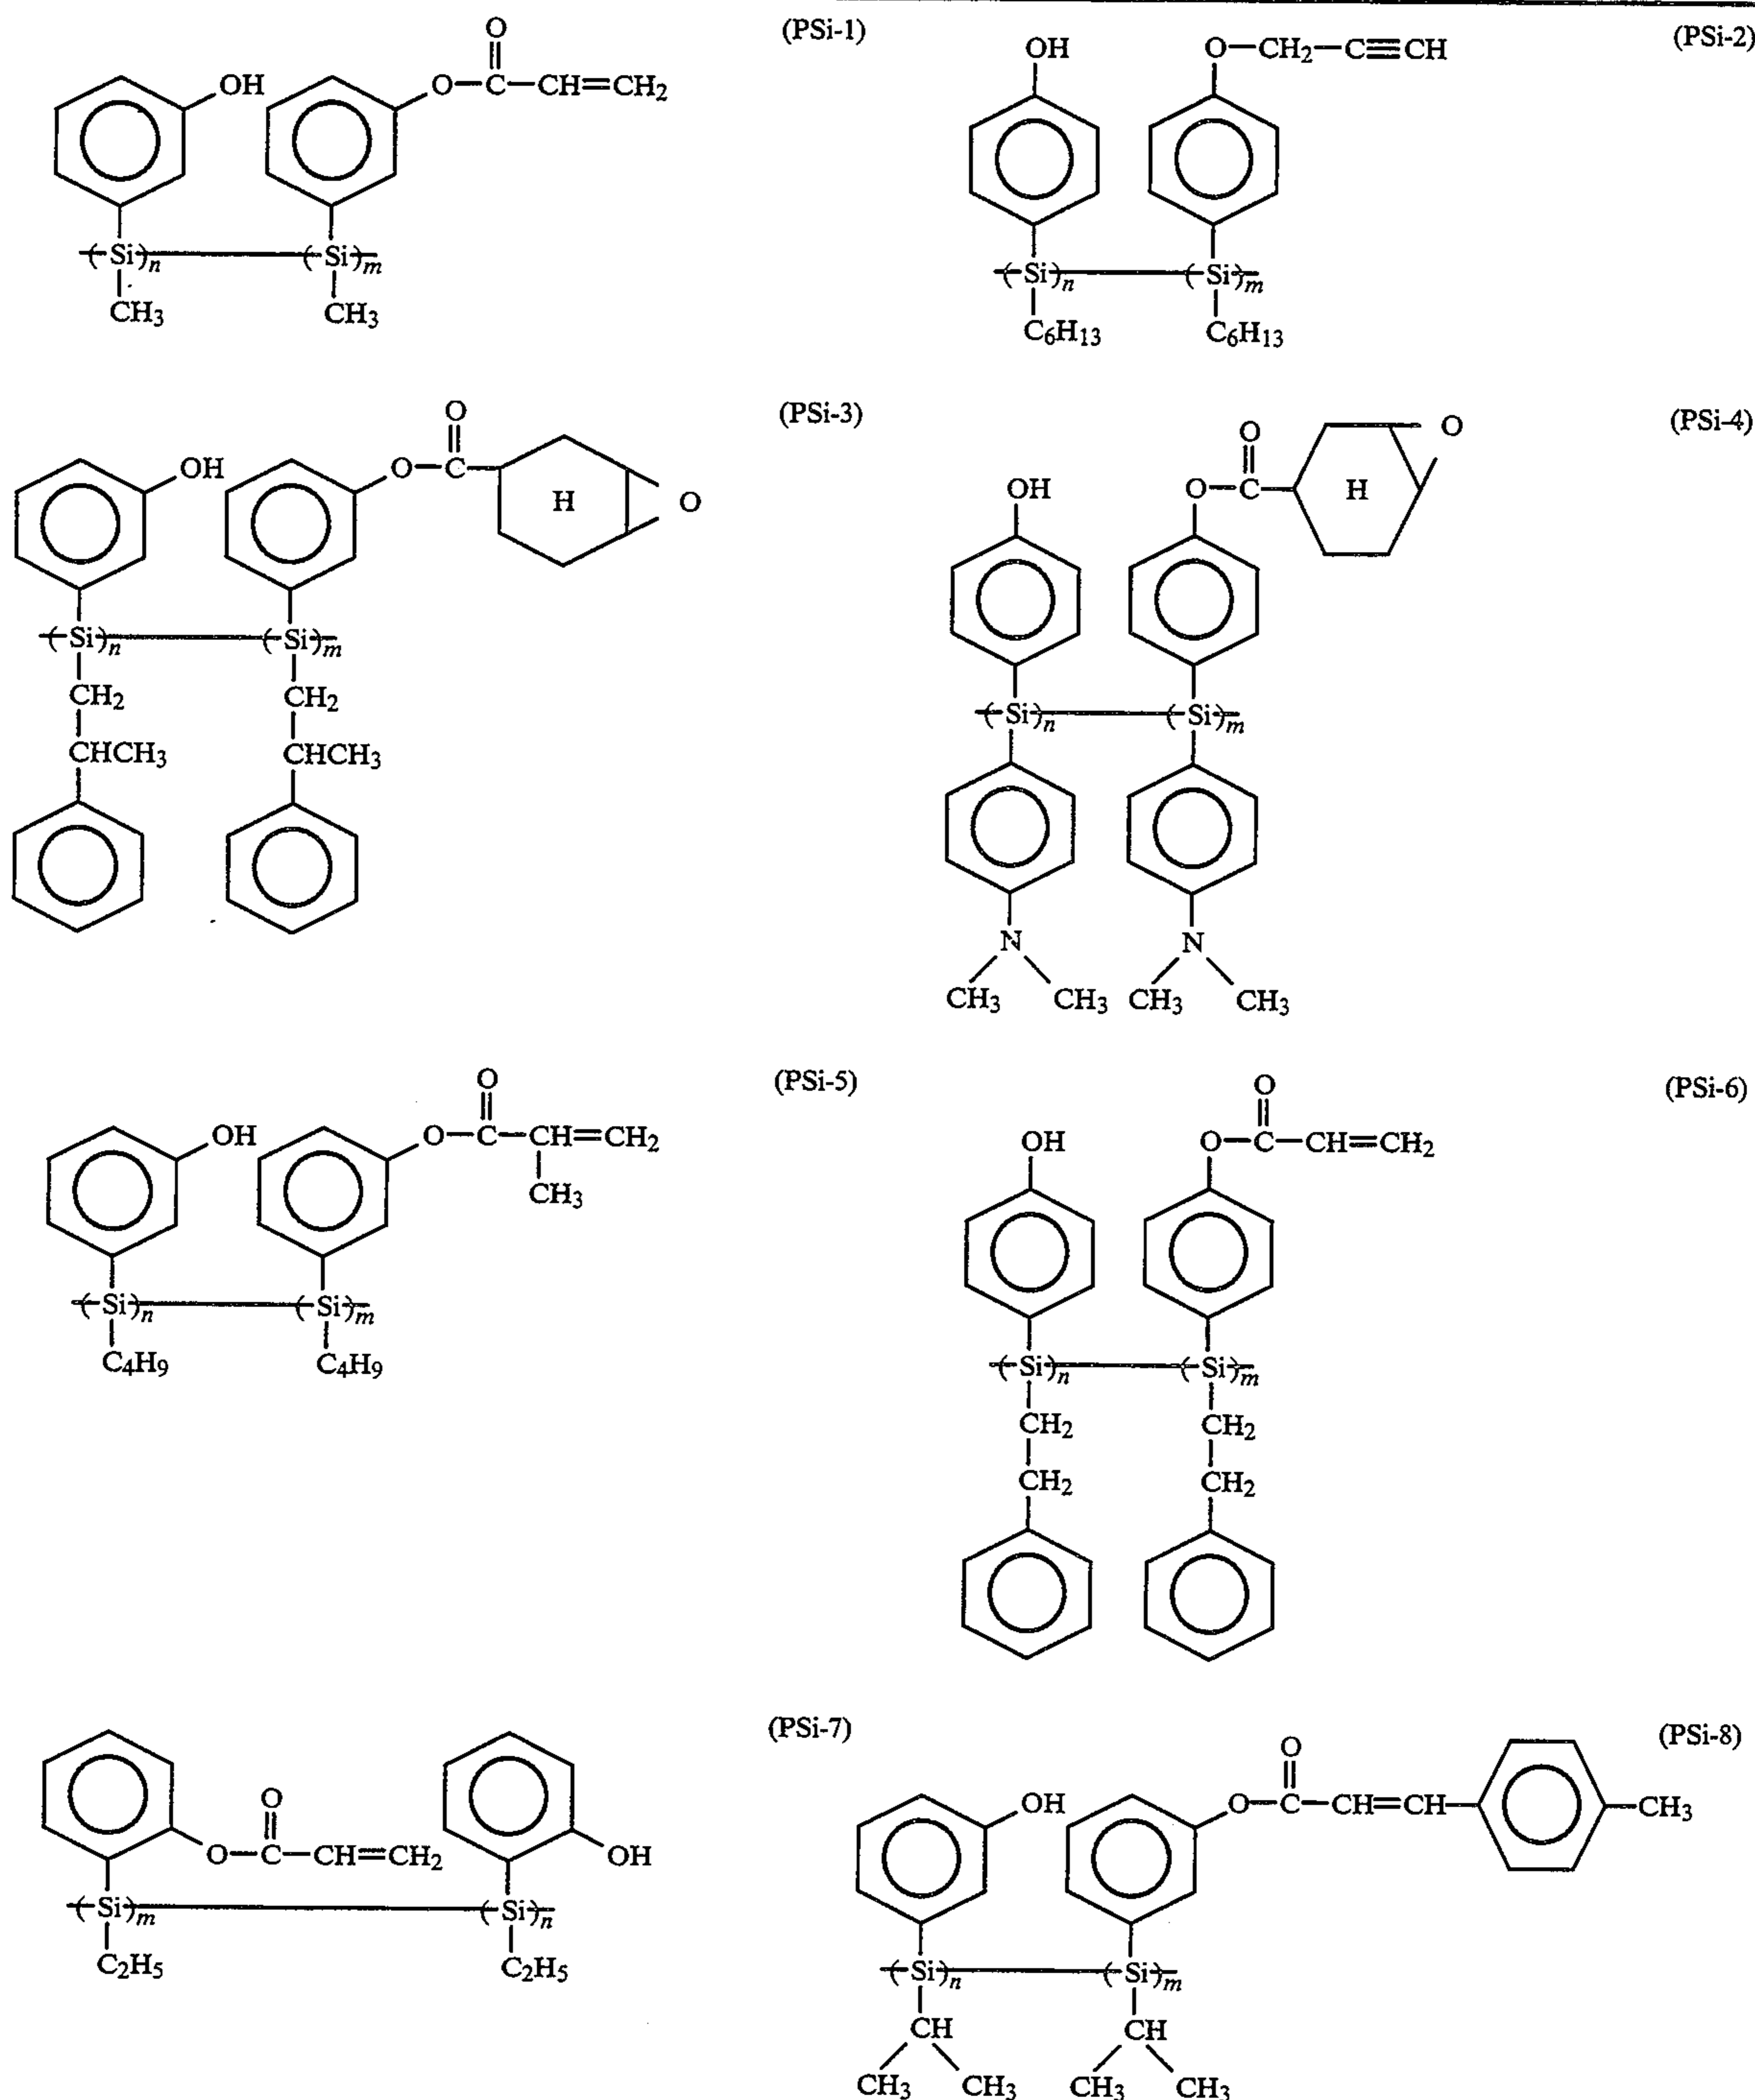 (PSi-1)
O
OH O—C—CH=CH2
(Si)n (Si)m
CH3 CH3
(PSi-2)
OH O—CH2—C≡CH
(Si)n (Si)m
C6H13 C6H13
(PSi-3)
O
OH O—C H O
(Si)n (Si)m
CH2 CH2
CHCH3 CHCH3
(PSi-4)
O O
OH O—C H
(Si)n (Si)m
N N
CH3 CH3 CH3 CH3
(PSi-5)
O
OH O—C—CH=CH2
CH3
(Si)n (Si)m
C4H9 C4H9
(PSi-6)
O
OH O—C—CH=CH2
(Si)n (Si)m
CH2 CH2
CH2 CH2
(PSi-7)
O
O—C—CH=CH2 OH
(Si)m (Si)n
C2H5 C2H5
(PSi-8)
O
OH O—C—CH=CH CH3
(Si)n (Si)m
CH CH
CH3 CH3 CH3 CH3